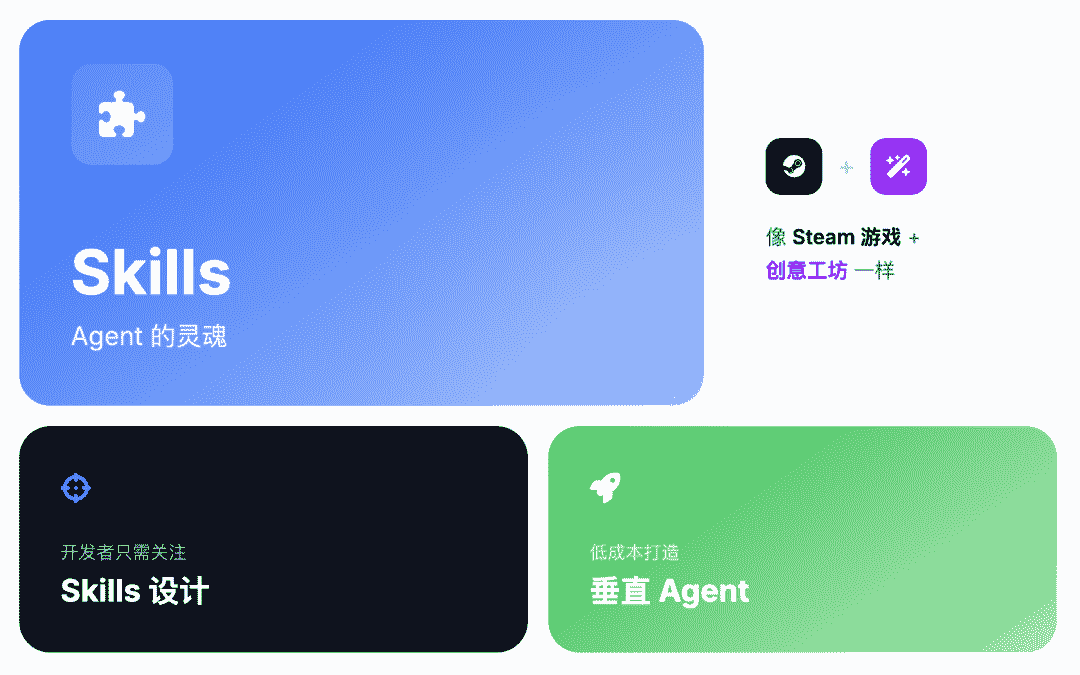 Skills
Agent 的灵魂
像 Steam 游戏 +
创意工坊 一样
开发者只需关注
Skills 设计
低成本打造
垂直 Agent